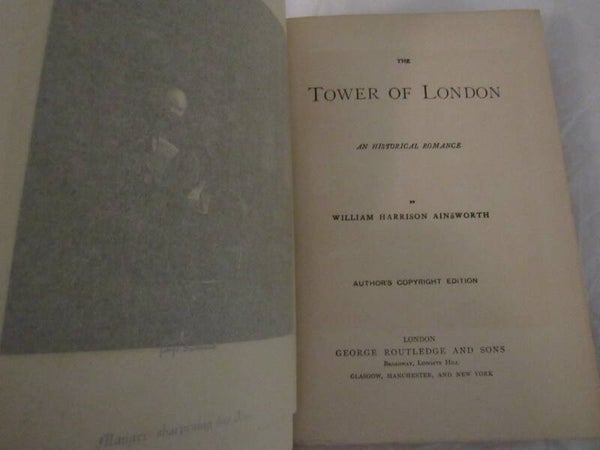 THE
TOWER OF LONDON
AN HISTORICAL ROMANCE
BY
WILLIAM HARRISON AINSWORTH
AUTHOR'S COPYRIGHT EDITION
LONDON
GEORGE ROUTLEDGE AND SONS
BROADWAY, LUDGATE HILL
GLASGOW, MANCHESTER, AND NEW YORK
sharpening